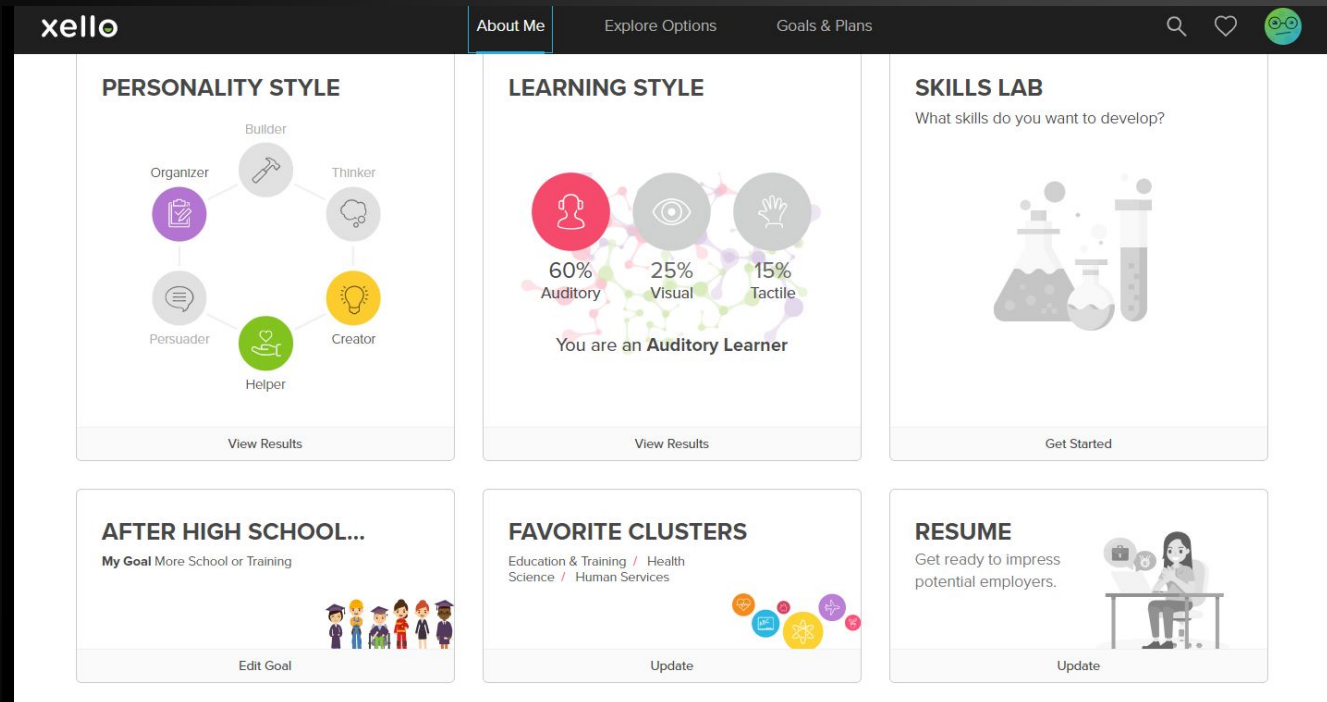 xello
About Me
Explore Options
Goals & Plans
PERSONALITY STYLE
Builder
Organizer
Thinker
Persuader
Creator
Helper
View Results
LEARNING STYLE
60%
Auditory
25%
Visual
15%
Tactile
You are an Auditory Learner
View Results
SKILLS LAB
What skills do you want to develop?
Get Started
AFTER HIGH SCHOOL...
My Goal More School or Training
Edit Goal
FAVORITE CLUSTERS
Education & Training / Health
Science / Human Services
ABC
Update
RESUME
Get ready to impress
potential employers.
Update